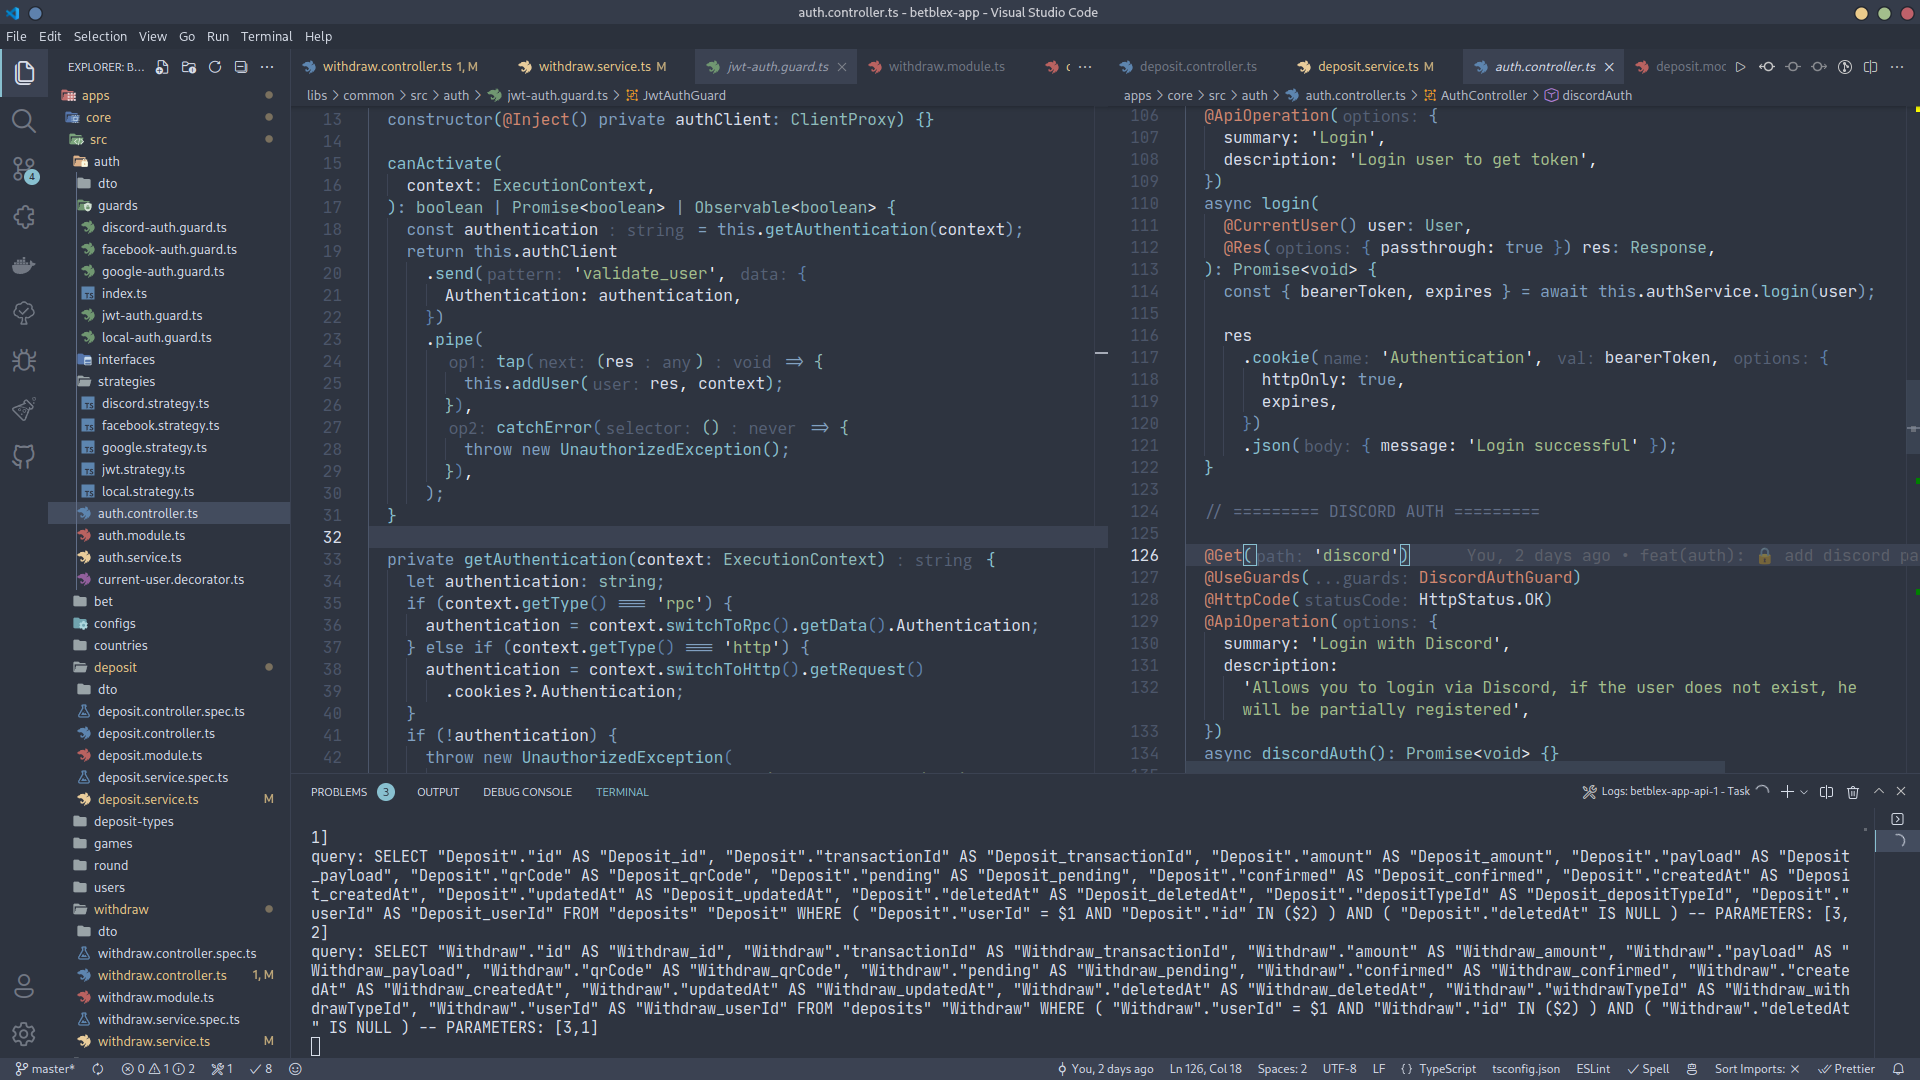 auth.controller.ts - betblex-app - Visual Studio Code
File Edit Selection View Go Run Terminal Help
EXPLORER: B...
apps
core
src
auth
dto
guards
discord-auth.guard.ts
facebook-auth.guard.ts
google-auth.guard.ts
index.ts
jwt-auth.guard.ts
local-auth.guard.ts
interfaces
strategies
discord.strategy.ts
facebook.strategy.ts
google.strategy.ts
jwt.strategy.ts
local.strategy.ts
auth.controller.ts
auth.module.ts
auth.service.ts
current-user.decorator.ts
bet
configs
countries
deposit
dto
deposit.controller.spec.ts
deposit.controller.ts
deposit.module.ts
deposit.service.spec.ts
deposit.service.ts M
deposit-types
games
round
users
withdraw
dto
withdraw.controller.spec.ts
withdraw.controller.ts 1, M
withdraw.module.ts
withdraw.service.spec.ts
withdraw.service.ts M
4
withdraw.controller.ts 1, M withdraw.service.ts M jwt-auth.guard.ts withdraw.module.ts
libs > common > src > auth > jwt-auth.guard.ts > JwtAuthGuard
13 constructor(@Inject() private authClient: ClientProxy) {}
14
15 canActivate(
16 context: ExecutionContext,
17 ): boolean | Promise<boolean> | Observable<boolean> {
18 const authentication : string = this.getAuthentication(context);
19 return this.authClient
20 .send( pattern: 'validate_user', data: {
21 Authentication: authentication,
22 })
23 .pipe(
24 op1: tap( next: (res : any ) : void => {
25 this.addUser( user: res, context);
26 }),
27 op2: catchError( selector: () : never => {
28 throw new UnauthorizedException();
29 }),
30 );
31 }
32
33 private getAuthentication(context: ExecutionContext) : string {
34 let authentication: string;
35 if (context.getType() === 'rpc') {
36 authentication = context.switchToRpc().getData().Authentication;
37 } else if (context.getType() === 'http') {
38 authentication = context.switchToHttp().getRequest()
39 .cookies?.Authentication;
40 }
41 if (!authentication) {
42 throw new UnauthorizedException(
deposit.controller.ts deposit.service.ts M auth.controller.ts deposit.moc
apps > core > src > auth > auth.controller.ts > AuthController > discordAuth
106 @ApiOperation( options: {
107 summary: 'Login',
108 description: 'Login user to get token',
109 })
110 async login(
111 @CurrentUser() user: User,
112 @Res( options: { passthrough: true }) res: Response,
113 ): Promise<void> {
114 const { bearerToken, expires } = await this.authService.login(user);
115
116 res
117 .cookie( name: 'Authentication', val: bearerToken, options: {
118 httpOnly: true,
119 expires,
120 })
121 .json( body: { message: 'Login successful' });
122 }
123
124 // ========= DISCORD AUTH =========
125
126 @Get( path: 'discord') You, 2 days ago • feat(auth): 🔒 add discord pa
127 @UseGuards( ...guards: DiscordAuthGuard)
128 @HttpCode( statusCode: HttpStatus.OK)
129 @ApiOperation( options: {
130 summary: 'Login with Discord',
131 description:
132 'Allows you to login via Discord, if the user does not exist, he
will be partially registered',
133 })
134 async discordAuth(): Promise<void> {}
PROBLEMS 3 OUTPUT DEBUG CONSOLE TERMINAL
Logs: betblex-app-api-1 - Task
1]
query: SELECT "Deposit"."id" AS "Deposit_id", "Deposit"."transactionId" AS "Deposit_transactionId", "Deposit"."amount" AS "Deposit_amount", "Deposit"."payload" AS "Deposit
_payload", "Deposit"."qrCode" AS "Deposit_qrCode", "Deposit"."pending" AS "Deposit_pending", "Deposit"."confirmed" AS "Deposit_confirmed", "Deposit"."createdAt" AS "Deposi
t_createdAt", "Deposit"."updatedAt" AS "Deposit_updatedAt", "Deposit"."deletedAt" AS "Deposit_deletedAt", "Deposit"."depositTypeId" AS "Deposit_depositTypeId", "Deposit"."
userId" AS "Deposit_userId" FROM "deposits" "Deposit" WHERE ( "Deposit"."userId" = $1 AND "Deposit"."id" IN ($2) ) AND ( "Deposit"."deletedAt" IS NULL ) -- PARAMETERS: [3,
2]
query: SELECT "Withdraw"."id" AS "Withdraw_id", "Withdraw"."transactionId" AS "Withdraw_transactionId", "Withdraw"."amount" AS "Withdraw_amount", "Withdraw"."payload" AS "
Withdraw_payload", "Withdraw"."qrCode" AS "Withdraw_qrCode", "Withdraw"."pending" AS "Withdraw_pending", "Withdraw"."confirmed" AS "Withdraw_confirmed", "Withdraw"."create
dAt" AS "Withdraw_createdAt", "Withdraw"."updatedAt" AS "Withdraw_updatedAt", "Withdraw"."deletedAt" AS "Withdraw_deletedAt", "Withdraw"."withdrawTypeId" AS "Withdraw_with
drawTypeId", "Withdraw"."userId" AS "Withdraw_userId" FROM "deposits" "Withdraw" WHERE ( "Withdraw"."userId" = $1 AND "Withdraw"."id" IN ($2) ) AND ( "Withdraw"."deletedAt
" IS NULL ) -- PARAMETERS: [3,1]
master* 0 1 2 1 8 You, 2 days ago Ln 126, Col 18 Spaces: 2 UTF-8 LF {} TypeScript tsconfig.json ESLint Spell Sort Imports: Prettier